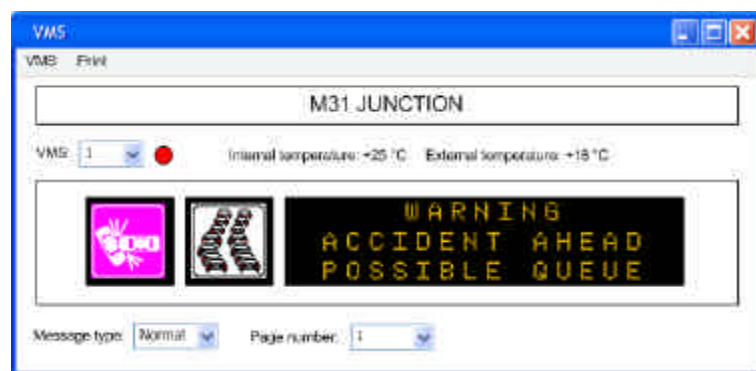 VMS
VMS Print
M31 JUNCTION
VMS: 1 Internal temperature: +25 °C External temperature: +18 °C
WARNING
ACCIDENT AHEAD
POSSIBLE QUEUE
Message type: Normal Page number: 1